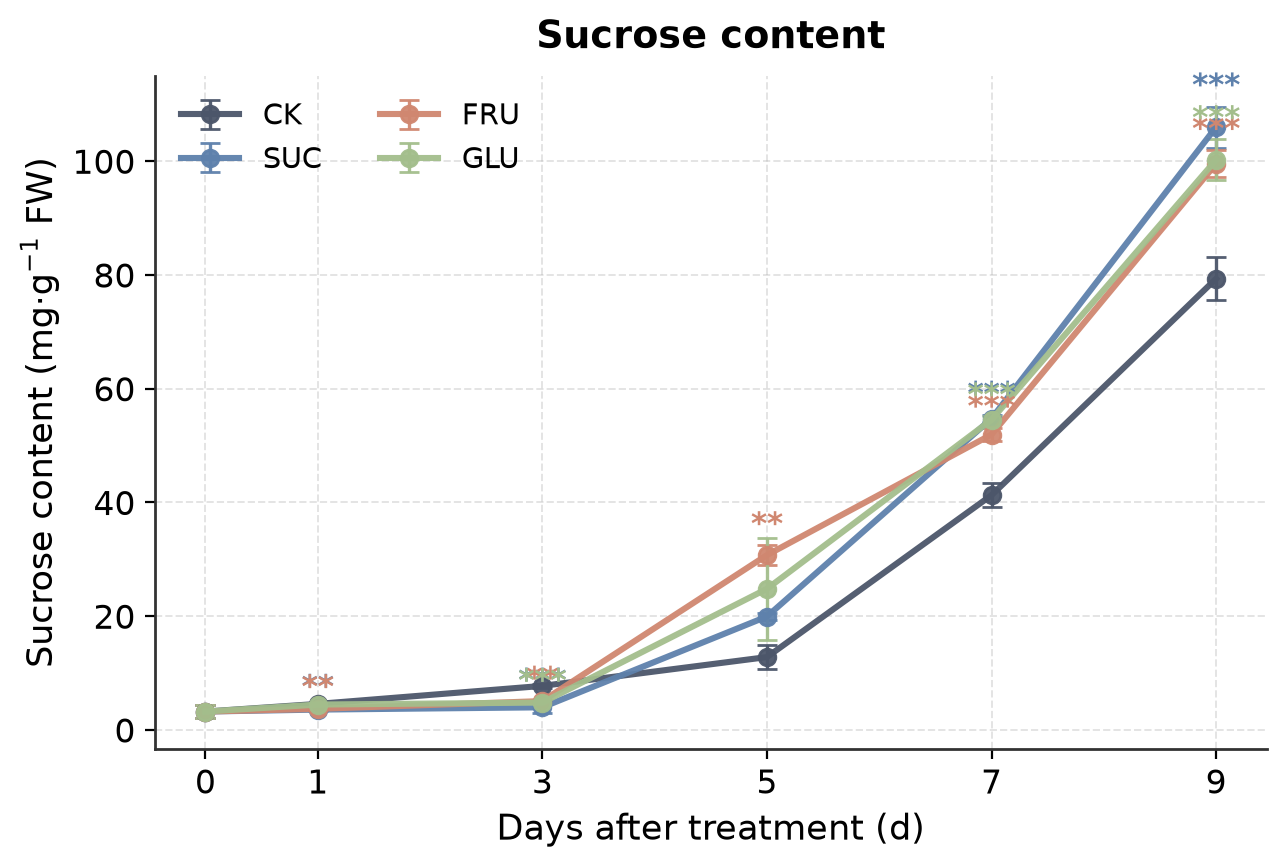 Sucrose content
*** 
***
***
CK FRU
SUC GLU
Sucrose content (mg·g⁻¹ FW)
100
80
60
40
20
0
***
***
**
**
**
***
0 1 3 5 7 9
Days after treatment (d)